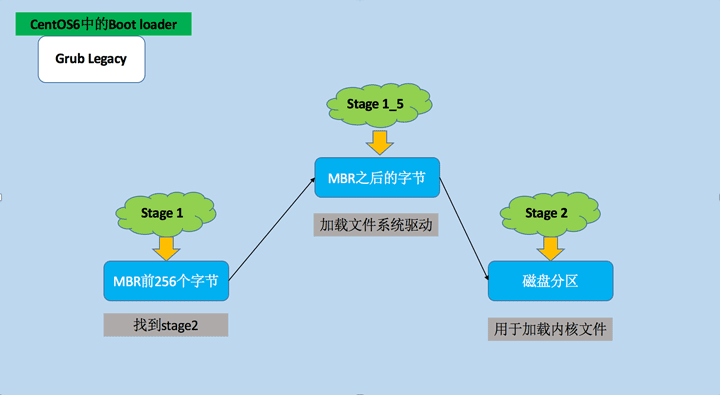 CentOS6中的Boot loader
Grub Legacy
Stage 1_5
MBR之后的字节
加载文件系统驱动
Stage 1
MBR前256个字节
找到stage2
Stage 2
磁盘分区
用于加载内核文件